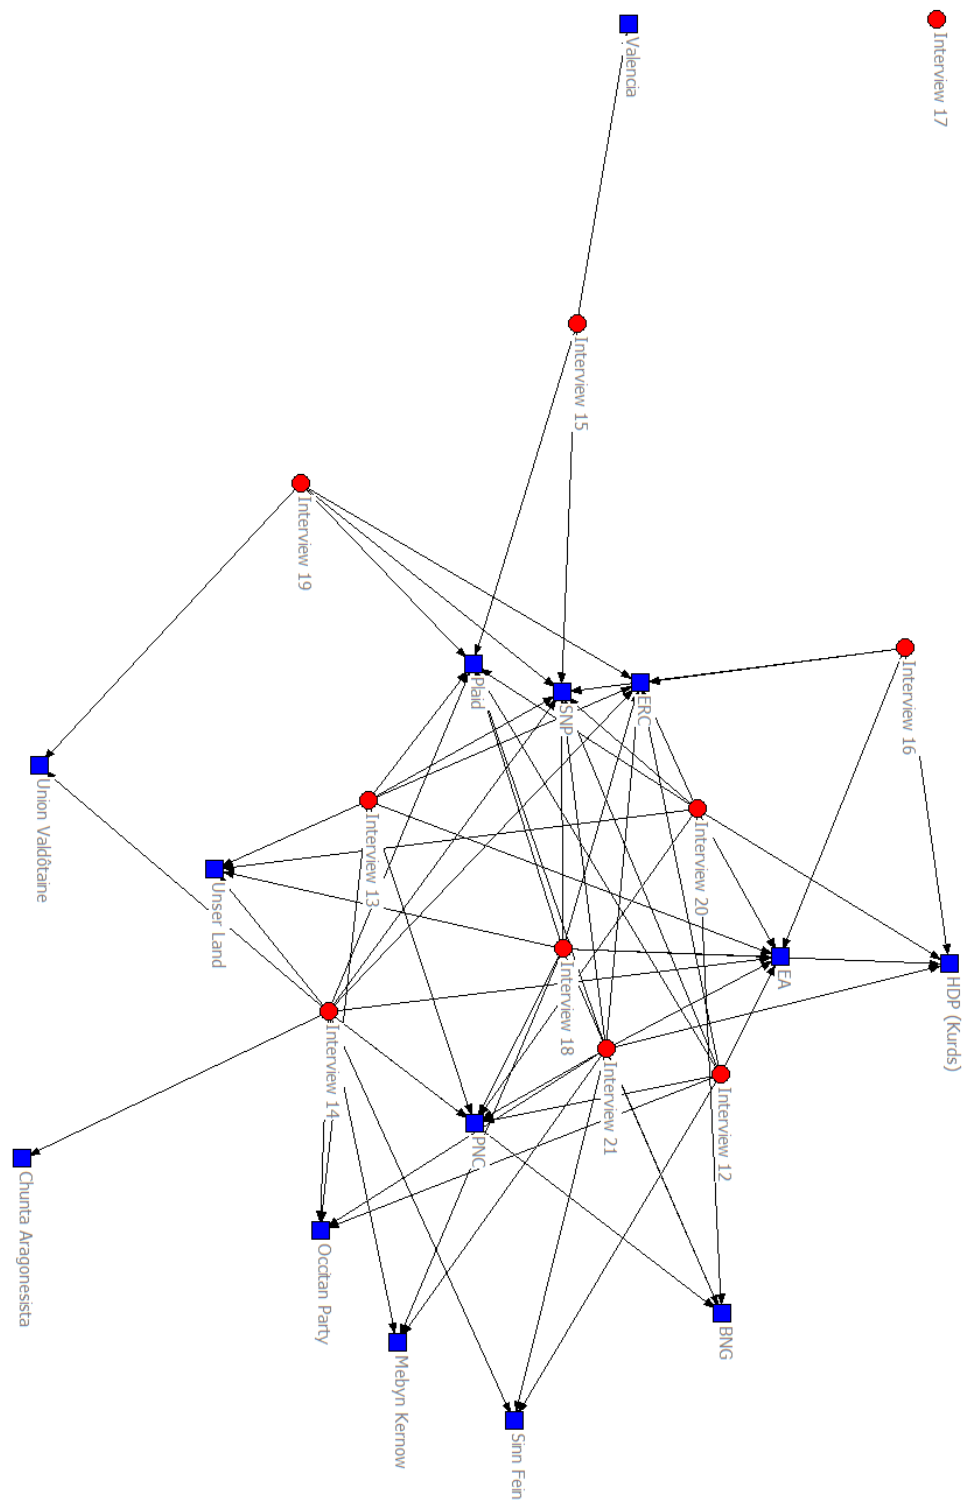 Interview 17
Valencia
Interview 15
Interview 19
Interview 16
Plaid
SNP
ERC
Union Valdôtaine
Interview 13
Interview 20
Unser Land
Interview 18
EA
HDP (Kurds)
Interview 14
Interview 21
Interview 12
PNC
Chunta Aragonesista
Occitan Party
BNG
Mebyn Kernow
Sinn Fein